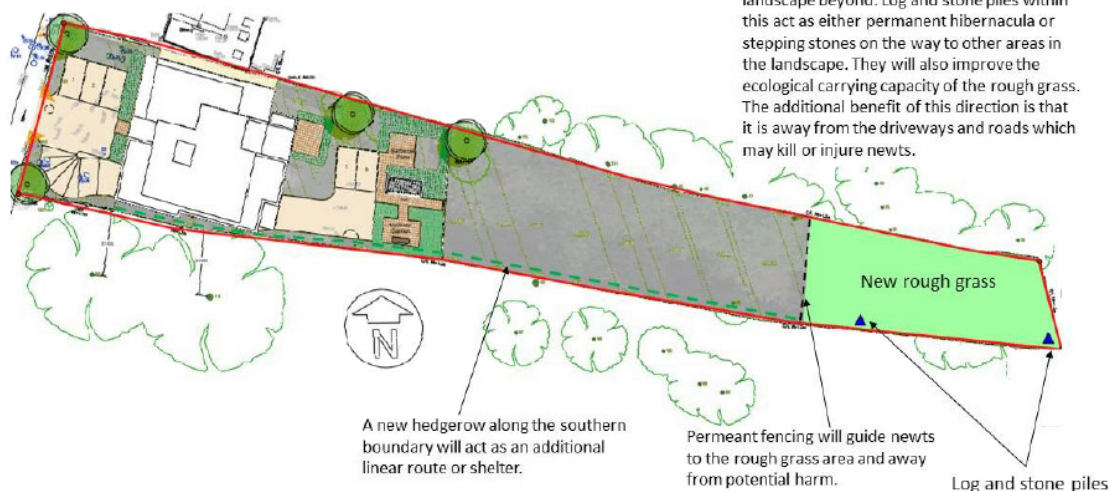 landscape beyond. Log and stone piles within
this act as either permanent hibernacula or
stepping stones on the way to other areas in
the landscape. They will also improve the
ecological carrying capacity of the rough grass.
The additional benefit of this direction is that
it is away from the driveways and roads which
may kill or injure newts.
New rough grass
N
A new hedgerow along the southern
boundary will act as an additional
linear route or shelter.
Permeant fencing will guide newts
to the rough grass area and away
from potential harm.
Log and stone piles